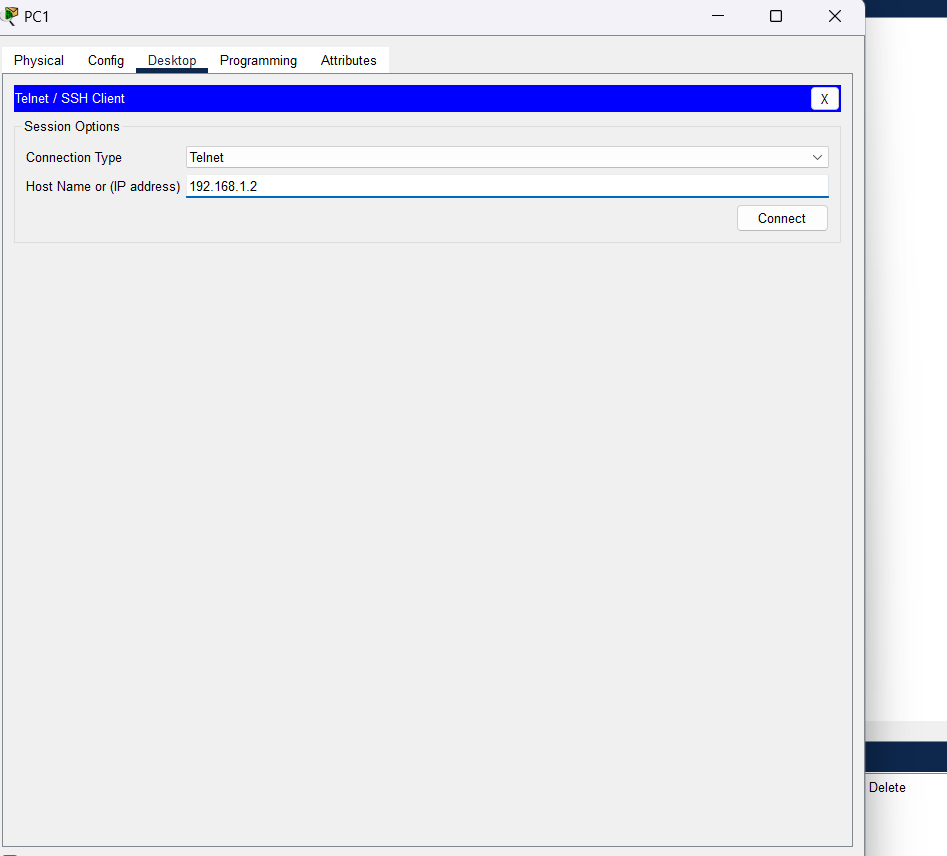 PC1
Physical Config Desktop Programming Attributes
Telnet / SSH Client X
Session Options
Connection Type Telnet
Host Name or (IP address) 192.168.1.2
Connect
Delete